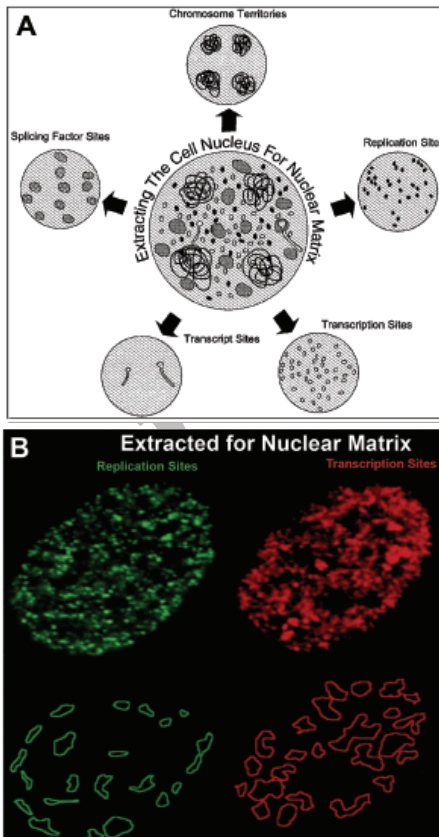 A
Chromosome Territories
Splicing Factor Sites
Extracting The Cell Nucleus For Nuclear Matrix
Replication Site
Transcript Sites
Transcription Sites
B
Extracted for Nuclear Matrix
Replication Sites
Transcription Sites